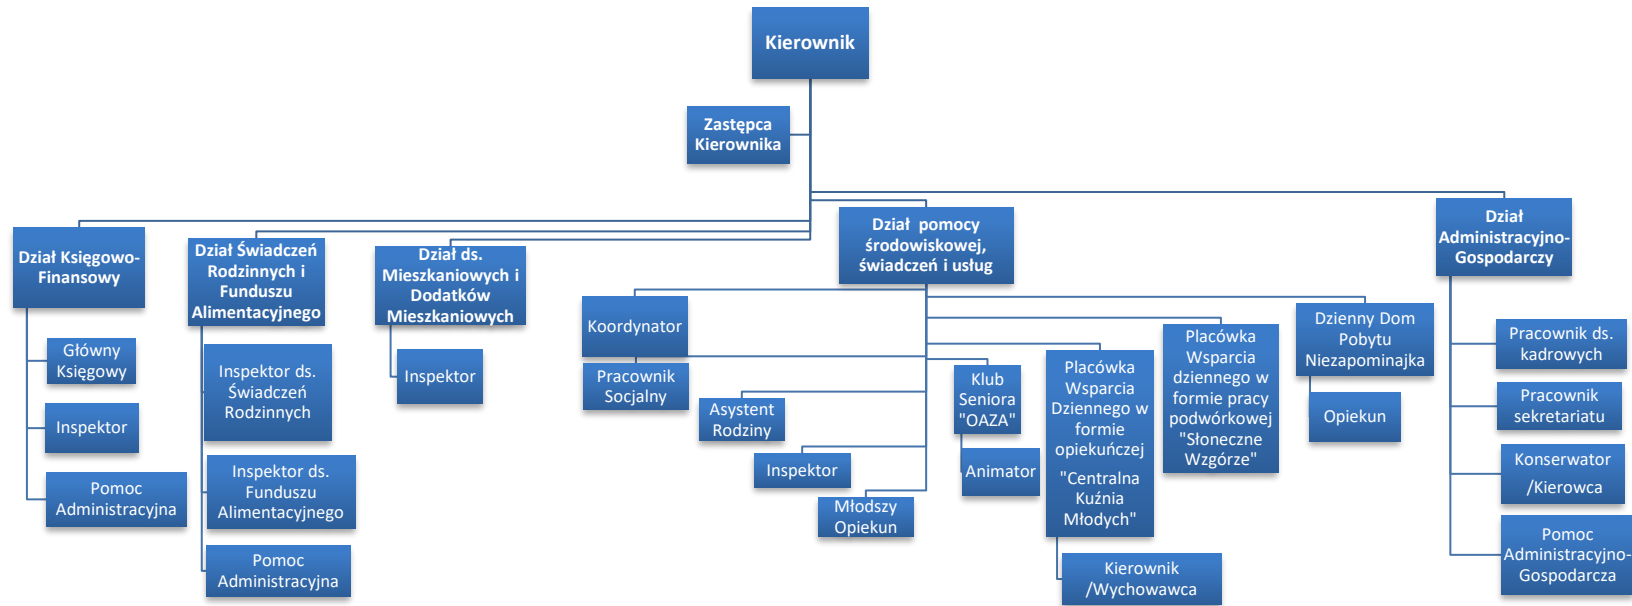 Kierownik
Zastępca
Kierownika
Dział Księgowo-
Finansowy
Główny
Księgowy
Inspektor
Pomoc
Administracyjna
Dział Świadczeń
Rodzinnych i
Funduszu
Alimentacyjnego
Inspektor ds.
Świadczeń
Rodzinnych
Inspektor ds.
Funduszu
Alimentacyjnego
Pomoc
Administracyjna
Dział ds.
Mieszkaniowych i
Dodatków
Mieszkaniowych
Inspektor
Dział pomocy
środowiskowej,
świadczeń i usług
Koordynator
Pracownik
Socjalny
Asystent
Rodziny
Inspektor
Młodszy
Opiekun
Klub
Seniora
"OAZA"
Animator
Placówka
Wsparcia
Dziennego w
formie
opiekuńczej
"Centralna
Kuźnia
Młodych"
Kierownik
/Wychowawca
Placówka
Wsparcia
dziennego w
formie pracy
podwórkowej
"Słoneczne
Wzgórze"
Dzienny Dom
Pobytu
Niezapominajka
Opiekun
Dział
Administracyjno-
Gospodarczy
Pracownik ds.
kadrowych
Pracownik
sekretariatu
Konserwator
/Kierowca
Pomoc
Administracyjno-
Gospodarcza